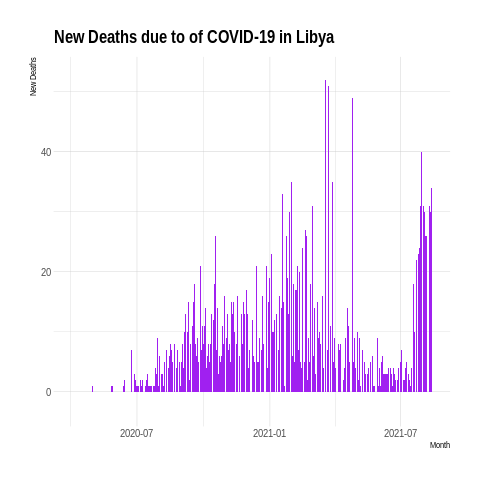 New Deaths due to of COVID-19 in Libya
New Deaths
40
20
0
2020-07
2021-01
2021-07
Month